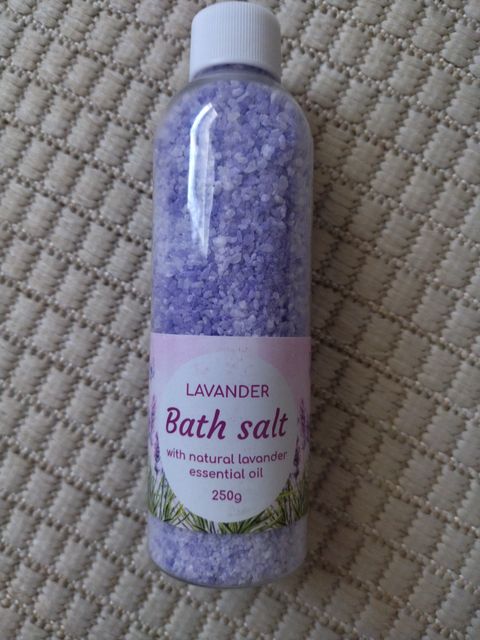 LAVANDER
Bath salt
with natural lavander
essential oil
250g